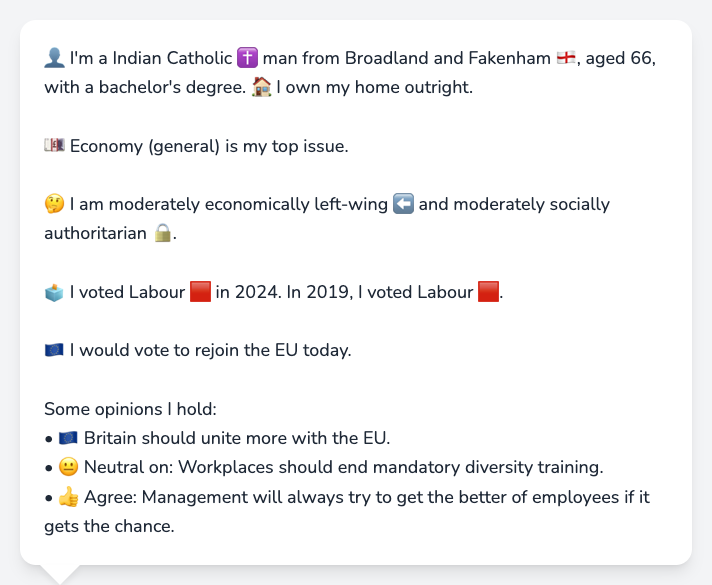 👤 I'm a Indian Catholic ✝️ man from Broadland and Fakenham 🏴󠁧󠁢󠁥󠁮󠁧󠁿, aged 66,
with a bachelor's degree. 🏠 I own my home outright.
💷 Economy (general) is my top issue.
🤔 I am moderately economically left-wing ⬅️ and moderately socially
authoritarian 🔒.
🗳️ I voted Labour 🟥 in 2024. In 2019, I voted Labour 🟥.
🇪🇺 I would vote to rejoin the EU today.
Some opinions I hold:
• 🇪🇺 Britain should unite more with the EU.
• 😐 Neutral on: Workplaces should end mandatory diversity training.
• 👍 Agree: Management will always try to get the better of employees if it
gets the chance.